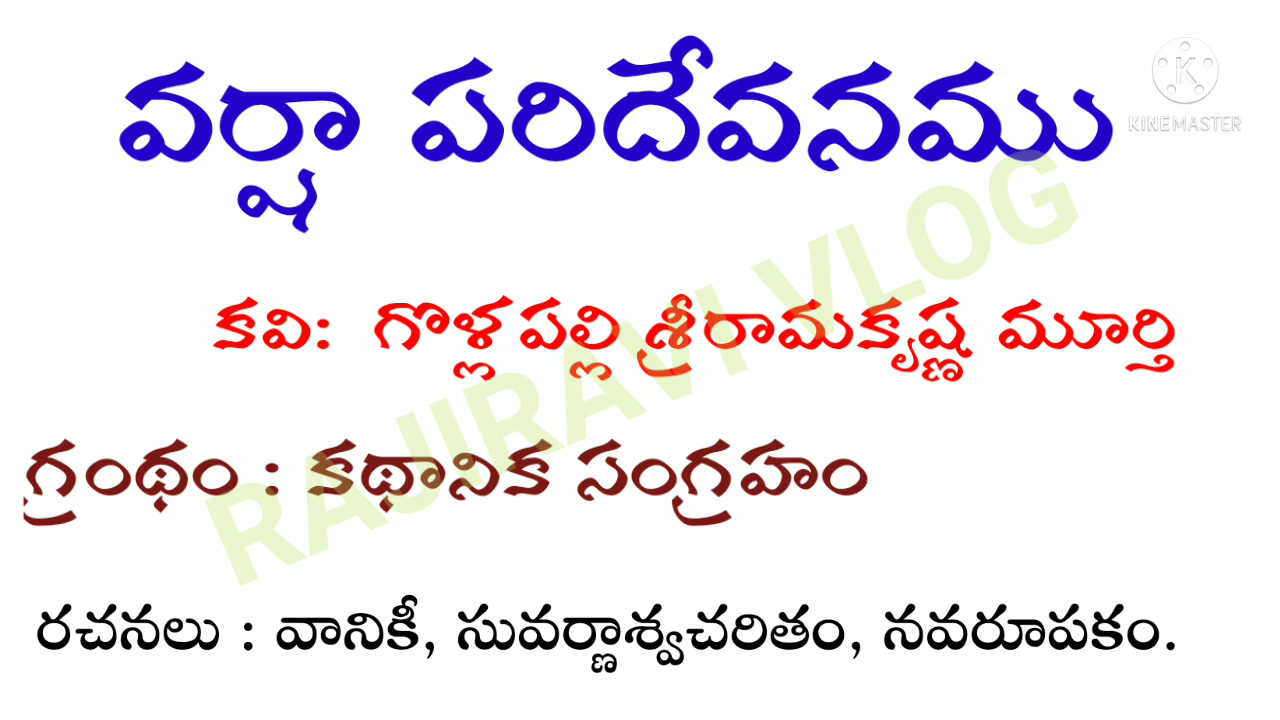 వర్షా పరిదేవనము
K
KINEMASTER
కవి: గొళ్లపల్లి శ్రీరామకృష్ణ మూర్తి
RAJIRAVI VLOG
గ్రంథం : కథానిక సంగ్రహం
రచనలు : వానికీ, సువర్ణాశ్వచరితం, నవరూపకం.